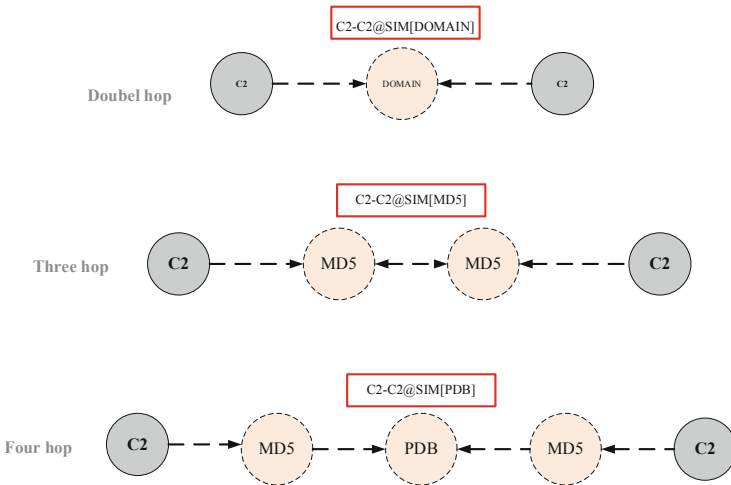 C2-C2@SIM[DOMAIN]
Doubel hop
C2 DOMAIN C2
C2-C2@SIM[MD5]
Three hop
C2 MD5 MD5 C2
C2-C2@SIM[PDB]
Four hop
C2 MD5 PDB MD5 C2